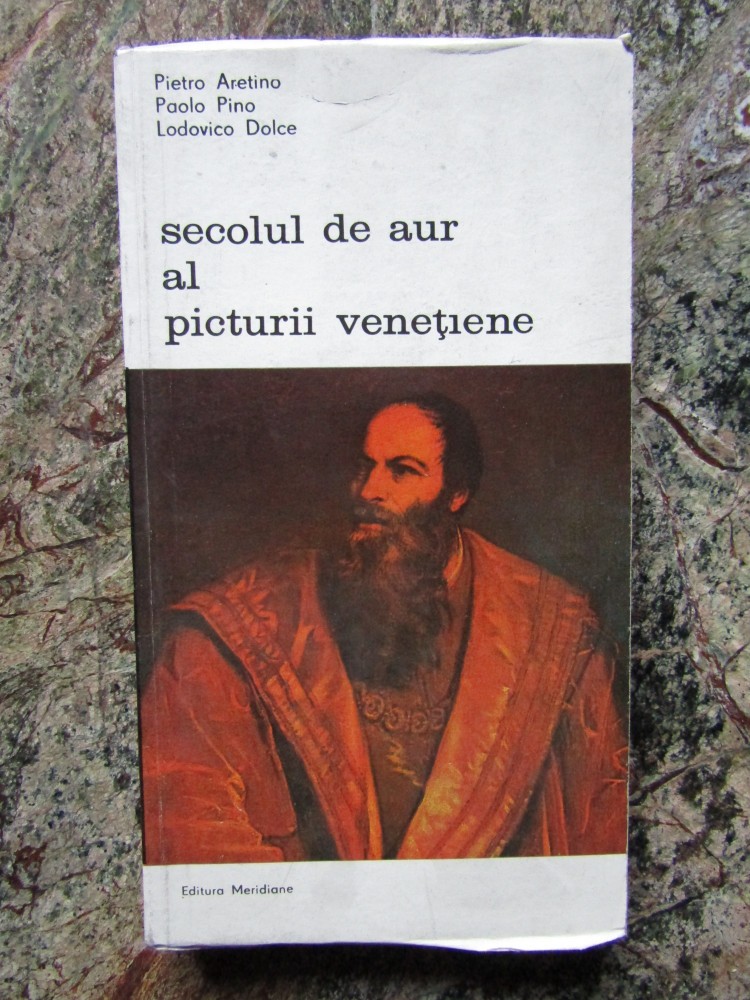 Pietro Aretino
Paolo Pino
Lodovico Dolce
secolul de aur
al
picturii venețiene
Editura Meridiane